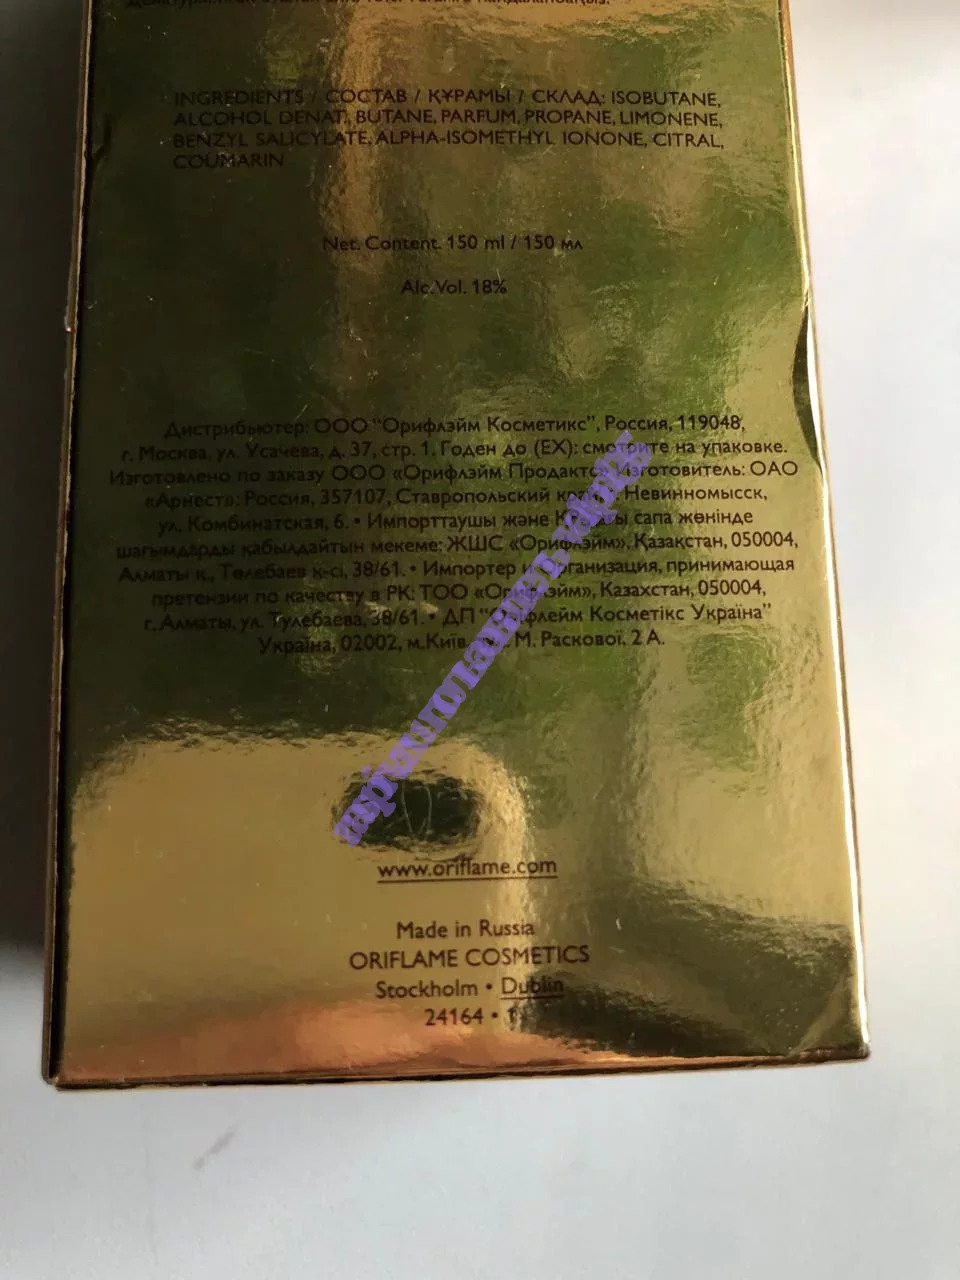 INGREDIENTS / СОСТАВ / ҚҰРАМЫ / СКЛАД: ISOBUTANE,
ALCOHOL DENAT, BUTANE, PARFUM, PROPANE, LIMONENE,
BENZYL SALICYLATE, ALPHA-ISOMETHYL IONONE, CITRAL,
COUMARIN
Net. Content. 150 ml / 150 мл
Alc.Vol. 18%
Дистрибьютер: ООО "Орифлэйм Косметикс", Россия, 119048,
г. Москва, ул. Усачева, д. 37, стр. 1. Годен до (EX): смотрите на упаковке.
Изготовлено по заказу ООО «Орифлэйм Продактс» Изготовитель: ОАО
«Арнест»: Россия, 357107, Ставропольский край, г. Невинномысск,
ул. Комбинатская, 6. • Импорттаушы және сапа жөнінде
шағымдарды қабылдайтын мекеме: ЖШС «Орифлэйм», Қазақстан, 050004,
Алматы қ., Төлебаев к-сі, 38/61. • Импортер и организация, принимающая
претензии по качеству в РК: ТОО «Орифлэйм», Казахстан, 050004,
г. Алматы, ул. Тулебаева, 38/61. • ДП "Орифлейм Косметікс Україна"
Україна, 02002, м.Київ, М. Раскової, 2 А.
www.oriflame.com
Made in Russia
ORIFLAME COSMETICS
Stockholm • Dublin
24164 • 1